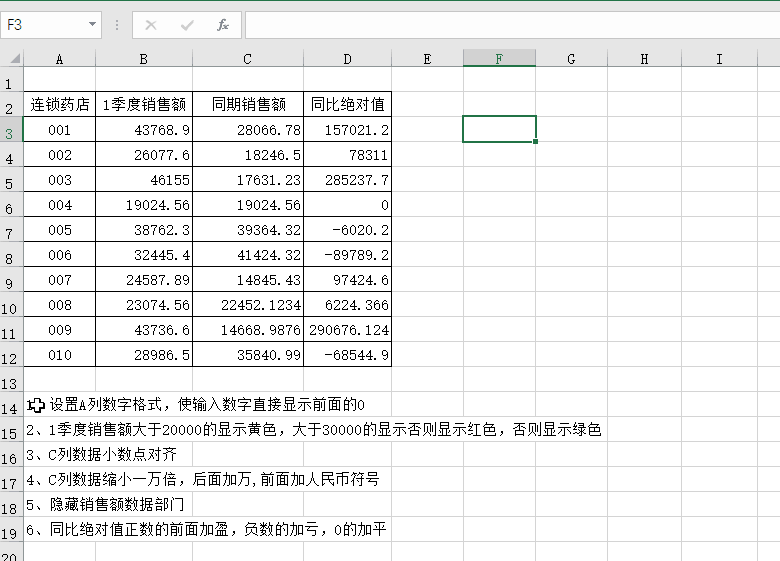 F3
fx
A B C D E F G H I
1
2 连锁药店 1季度销售额 同期销售额 同比绝对值
3 001 43768.9 28066.78 157021.2
4 002 26077.6 18246.5 78311
5 003 46155 17631.23 285237.7
6 004 19024.56 19024.56 0
7 005 38762.3 39364.32 -6020.2
8 006 32445.4 41424.32 -89789.2
9 007 24587.89 14845.43 97424.6
10 008 23074.56 22452.1234 6224.366
11 009 43736.6 14668.9876 290676.124
12 010 28986.5 35840.99 -68544.9
13
14 设置A列数字格式，使输入数字直接显示前面的0
15 2、1季度销售额大于20000的显示黄色，大于30000的显示否则显示红色，否则显示绿色
16 3、C列数据小数点对齐
17 4、C列数据缩小一万倍，后面加万,前面加人民币符号
18 5、隐藏销售额数据部门
19 6、同比绝对值正数的前面加盈，负数的加亏，0的加平
20